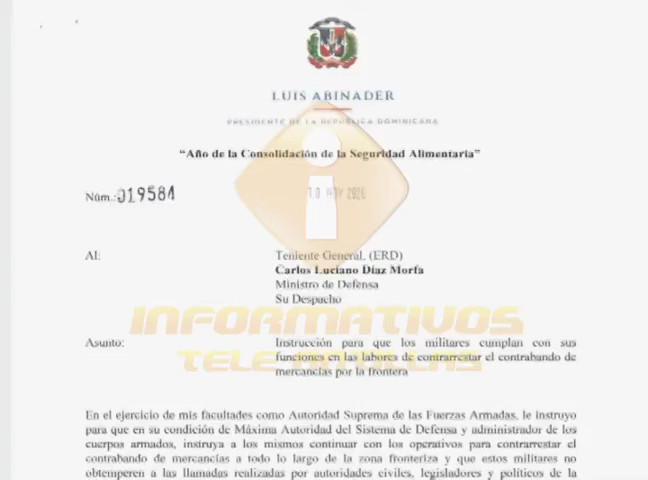 LUIS ABINADER
PRESIDENTE DE LA REPÚBLICA DOMINICANA
"Año de la Consolidación de la Seguridad Alimentaria"
Núm.: 019584
10 NOV 2020
Al: Teniente General, (ERD)
Carlos Luciano Díaz Morfa
Ministro de Defensa
Su Despacho
INFORMATIVOS
TELEANTILLAS
Asunto: Instrucción para que los militares cumplan con sus
funciones en las labores de contrarrestar el contrabando de
mercancías por la frontera
En el ejercicio de mis facultades como Autoridad Suprema de las Fuerzas Armadas, le instruyo
para que en su condición de Máxima Autoridad del Sistema de Defensa y administrador de los
cuerpos armados, instruya a los mismos continuar con los operativos para contrarrestar el
contrabando de mercancías a todo lo largo de la zona fronteriza y que estos militares no
obtemperen a las llamadas realizadas por autoridades civiles, legisladores y políticos de la